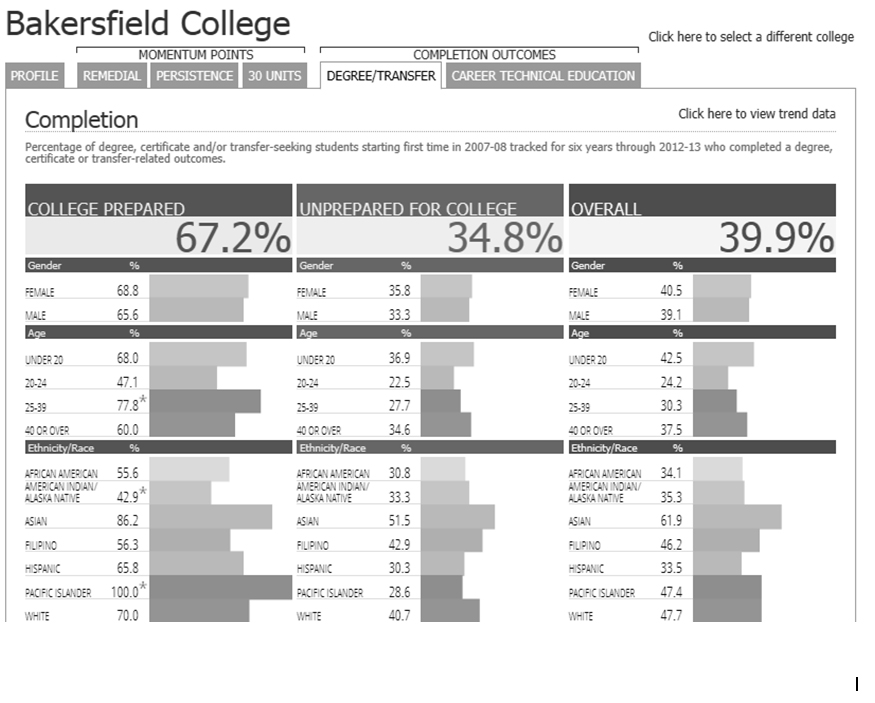 Bakersfield College
Click here to select a different college
MOMENTUM POINTS COMPLETION OUTCOMES
PROFILE REMEDIAL PERSISTENCE 30 UNITS DEGREE/TRANSFER CAREER TECHNICAL EDUCATION
Completion
Click here to view trend data
Percentage of degree, certificate and/or transfer-seeking students starting first time in 2007-08 tracked for six years through 2012-13 who completed a degree,
certificate or transfer-related outcomes.
COLLEGE PREPARED
67.2%
Gender %
FEMALE 68.8
MALE 65.6
Age %
UNDER 20 68.0
20-24 47.1
25-39 77.8*
40 OR OVER 60.0
Ethnicity/Race %
AFRICAN AMERICAN 55.6
AMERICAN INDIAN/
ALASKA NATIVE 42.9*
ASIAN 86.2
FILIPINO 56.3
HISPANIC 65.8
PACIFIC ISLANDER 100.0*
WHITE 70.0
UNPREPARED FOR COLLEGE
34.8%
Gender %
FEMALE 35.8
MALE 33.3
Age %
UNDER 20 36.9
20-24 22.5
25-39 27.7
40 OR OVER 34.6
Ethnicity/Race %
AFRICAN AMERICAN 30.8
AMERICAN INDIAN/
ALASKA NATIVE 33.3
ASIAN 51.5
FILIPINO 42.9
HISPANIC 30.3
PACIFIC ISLANDER 28.6
WHITE 40.7
OVERALL
39.9%
Gender %
FEMALE 40.5
MALE 39.1
Age %
UNDER 20 42.5
20-24 24.2
25-39 30.3
40 OR OVER 37.5
Ethnicity/Race %
AFRICAN AMERICAN 34.1
AMERICAN INDIAN/
ALASKA NATIVE 35.3
ASIAN 61.9
FILIPINO 46.2
HISPANIC 33.5
PACIFIC ISLANDER 47.4
WHITE 47.7